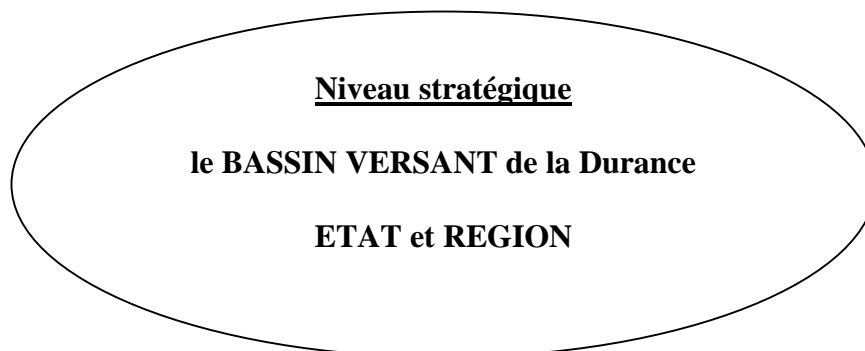 Niveau stratégique
le BASSIN VERSANT de la Durance
ETAT et REGION